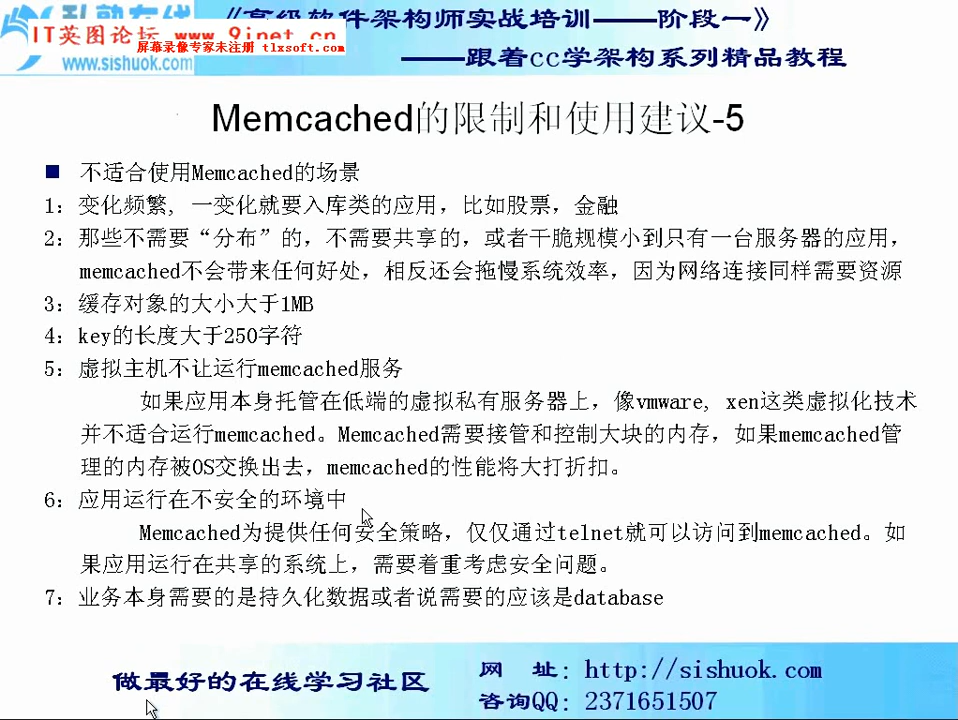 《高级软件架构师实战培训——阶段一》
IT英图论坛 www.9inet.cn
屏幕录像专家未注册 tlxsoft.com
www.sishuok.com
——跟着cc学架构系列精品教程
Memcached的限制和使用建议-5
■ 不适合使用Memcached的场景
1：变化频繁，一变化就要入库类的应用，比如股票，金融
2：那些不需要“分布”的，不需要共享的，或者干脆规模小到只有一台服务器的应用，
memcached不会带来任何好处，相反还会拖慢系统效率，因为网络连接同样需要资源
3：缓存对象的大小大于1MB
4：key的长度大于250字符
5：虚拟主机不让运行memcached服务
如果应用本身托管在低端的虚拟私有服务器上，像vmware, xen这类虚拟化技术
并不适合运行memcached。Memcached需要接管和控制大块的内存，如果memcached管
理的内存被OS交换出去，memcached的性能将大打折扣。
6：应用运行在不安全的环境中
Memcached为提供任何安全策略，仅仅通过telnet就可以访问到memcached。如
果应用运行在共享的系统上，需要着重考虑安全问题。
7：业务本身需要的是持久化数据或者说需要的应该是database
做最好的在线学习社区
网 址：http://sishuok.com
咨询QQ：2371651507